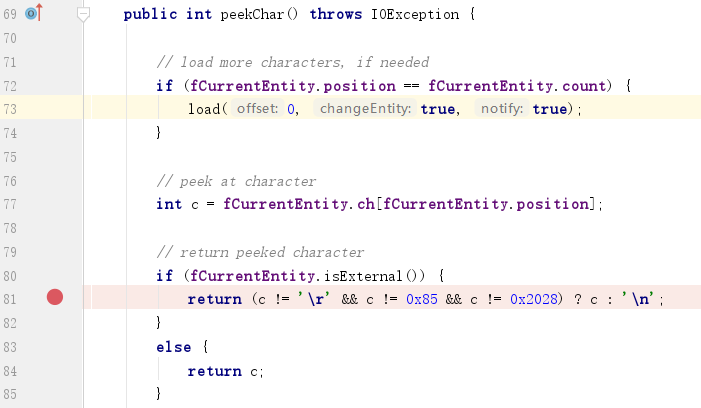 69 public int peekChar() throws IOException {
70
71 // load more characters, if needed
72 if (fCurrentEntity.position == fCurrentEntity.count) {
73 load( offset: 0, changeEntity: true, notify: true);
74 }
75
76 // peek at character
77 int c = fCurrentEntity.ch[fCurrentEntity.position];
78
79 // return peeked character
80 if (fCurrentEntity.isExternal()) {
81 return (c != '\r' && c != 0x85 && c != 0x2028) ? c : '\n';
82 }
83 else {
84 return c;
85 }